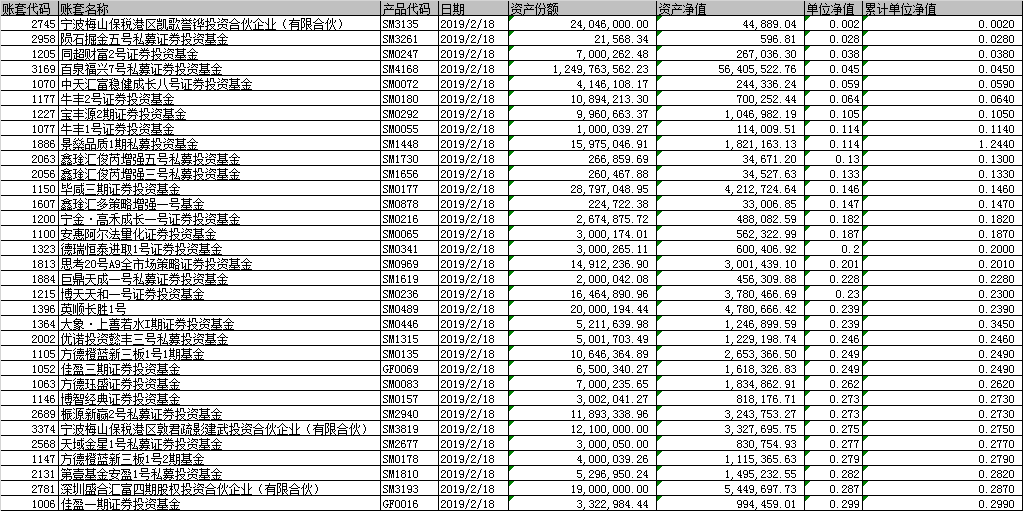 账套代码 账套名称 产品代码 日期 资产份额 资产净值 单位净值 累计单位净值
2745 宁波梅山保税港区凯歌誉铧投资合伙企业（有限合伙） SM3135 2019/2/18 24,046,000.00 44,889.04 0.002 0.0020
2958 陨石掘金五号私募证券投资基金 SM3261 2019/2/18 21,568.34 596.81 0.028 0.0280
1205 同超财富2号证券投资基金 SM0247 2019/2/18 7,000,262.48 267,036.30 0.038 0.0380
3169 百泉福兴7号私募证券投资基金 SM4168 2019/2/18 1,249,763,562.23 56,405,522.76 0.045 0.0450
1070 中天汇富稳健成长八号证券投资基金 SM0072 2019/2/18 4,146,108.17 244,336.24 0.059 0.0590
1177 牛丰2号证券投资基金 SM0180 2019/2/18 10,894,213.30 700,252.44 0.064 0.0640
1227 宝丰源2期证券投资基金 SM0292 2019/2/18 9,960,663.37 1,046,982.19 0.105 0.1050
1077 牛丰1号证券投资基金 SM0055 2019/2/18 1,000,039.27 114,009.51 0.114 0.1140
1886 景燊品质1期私募证券投资基金 SM1448 2019/2/18 15,975,046.91 1,821,163.13 0.114 1.2440
2063 鑫琻汇俊芮增强五号私募投资基金 SM1730 2019/2/18 266,859.69 34,671.20 0.13 0.1300
2056 鑫琻汇俊芮增强三号私募投资基金 SM1656 2019/2/18 260,467.88 34,527.63 0.133 0.1330
1150 毕威三期证券投资基金 SM0177 2019/2/18 28,797,048.95 4,212,724.64 0.146 0.1460
1607 鑫琻汇多策略增强一号基金 SM0878 2019/2/18 224,722.38 33,006.85 0.147 0.1470
1200 宁金·高禾成长一号证券投资基金 SM0216 2019/2/18 2,674,875.72 488,082.59 0.182 0.1820
1100 安惠阿尔法量化证券投资基金 SM0065 2019/2/18 3,000,174.01 562,322.99 0.187 0.1870
1323 德瑞恒泰进取1号证券投资基金 SM0341 2019/2/18 3,000,265.11 600,406.92 0.2 0.2000
1813 思考20号A9全市场策略证券投资基金 SM0969 2019/2/18 14,912,236.90 3,001,439.10 0.201 0.2010
1884 巨鼎天成一号私募证券投资基金 SM1619 2019/2/18 2,000,042.08 456,309.88 0.228 0.2280
1215 博天天和一号证券投资基金 SM0236 2019/2/18 16,464,890.96 3,780,466.69 0.23 0.2300
1396 英顺长胜1号 SM0489 2019/2/18 20,000,194.44 4,780,666.42 0.239 0.2390
1364 大象·上善若水I期证券投资基金 SM0446 2019/2/18 5,211,639.98 1,246,899.59 0.239 0.3450
2002 优诺投资懿丰三号私募投资基金 SM1315 2019/2/18 5,001,703.49 1,229,198.74 0.246 0.2460
1105 方德橙蓝新三板1号1期基金 SM0135 2019/2/18 10,646,364.89 2,653,366.50 0.249 0.2490
1052 佳盈三期证券投资基金 GF0069 2019/2/18 6,500,340.27 1,618,326.83 0.249 0.2490
1063 方德珏盛证券投资基金 SM0083 2019/2/18 7,000,235.65 1,834,862.91 0.262 0.2620
1146 博智经典证券投资基金 SM0157 2019/2/18 3,002,041.27 818,176.71 0.273 0.2730
2689 振源新赢2号私募证券投资基金 SM2940 2019/2/18 11,893,338.96 3,243,753.27 0.273 0.2730
3374 宁波梅山保税港区敦君疏影建武投资合伙企业（有限合伙） SM3819 2019/2/18 12,100,000.00 3,327,695.75 0.275 0.2750
2568 天域金星1号私募证券投资基金 SM2677 2019/2/18 3,000,050.00 830,754.93 0.277 0.2770
1147 方德橙蓝新三板1号2期基金 SM0178 2019/2/18 4,000,039.26 1,115,365.63 0.279 0.2790
2131 第壹基金安盈1号私募投资基金 SM1810 2019/2/18 5,296,950.24 1,495,232.55 0.282 0.2820
2781 深圳盛合汇富四期股权投资合伙企业（有限合伙） SM3193 2019/2/18 19,000,000.00 5,449,697.73 0.287 0.2870
1006 佳盈一期证券投资基金 GF0016 2019/2/18 3,322,984.44 994,459.01 0.299 0.2990